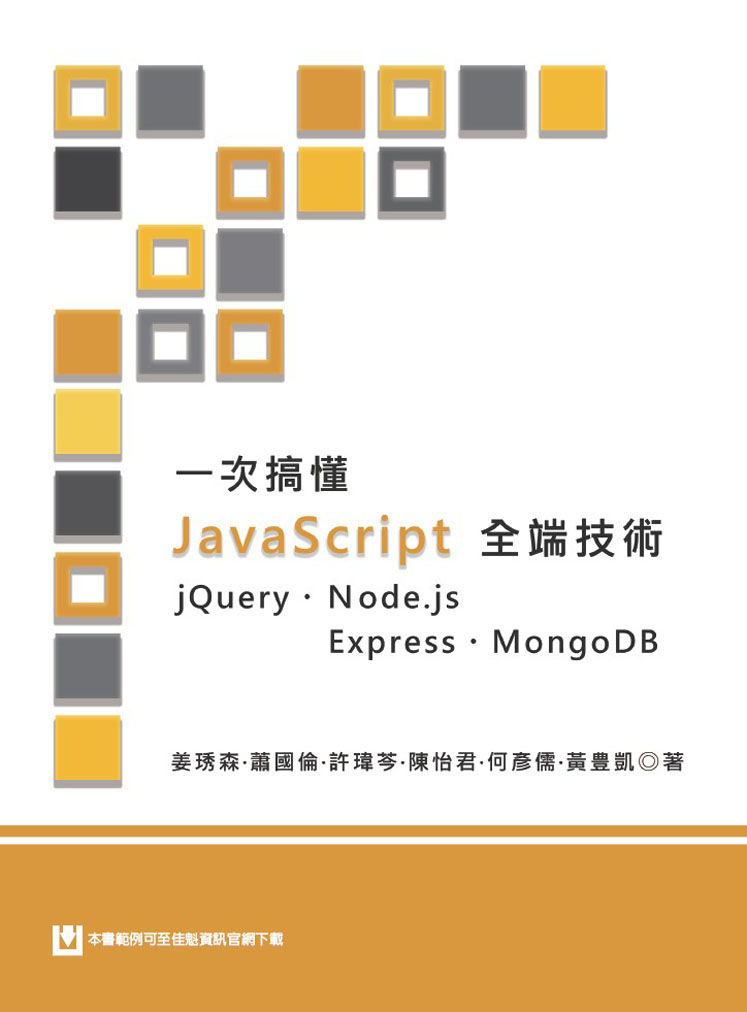 一次搞懂
JavaScript 全端技術
jQuery · Node.js
Express · MongoDB
姜琇森·蕭國倫·許瑋芩·陳怡君·何彥儒·黃豊凱◎著
本書範例可至佳魁資訊官網下載